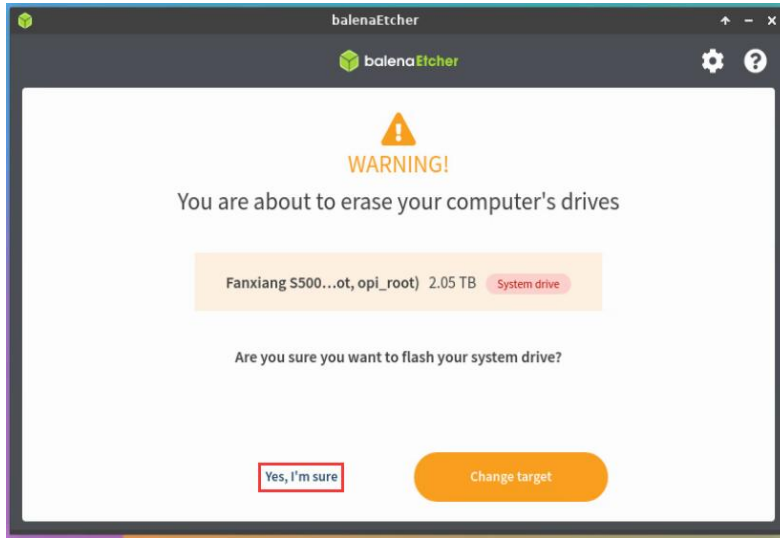 balenaEtcher
balenaEtcher
WARNING!
You are about to erase your computer's drives
Fanxiang S500...ot, opi_root) 2.05 TB System drive
Are you sure you want to flash your system drive?
Yes, I'm sure
Change target